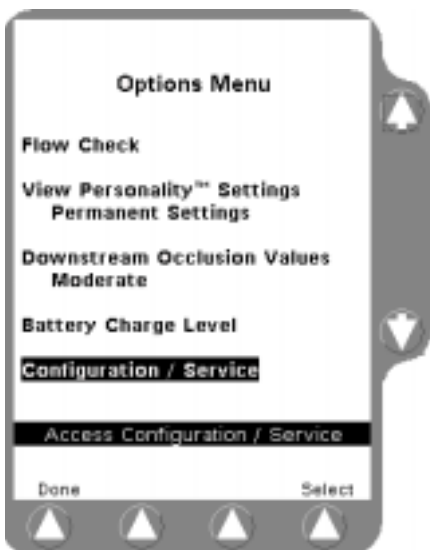 Options Menu
Flow Check
View Personality™ Settings
Permanent Settings
Downstream Occlusion Values
Moderate
Battery Charge Level
Configuration / Service
Access Configuration / Service
Done Select